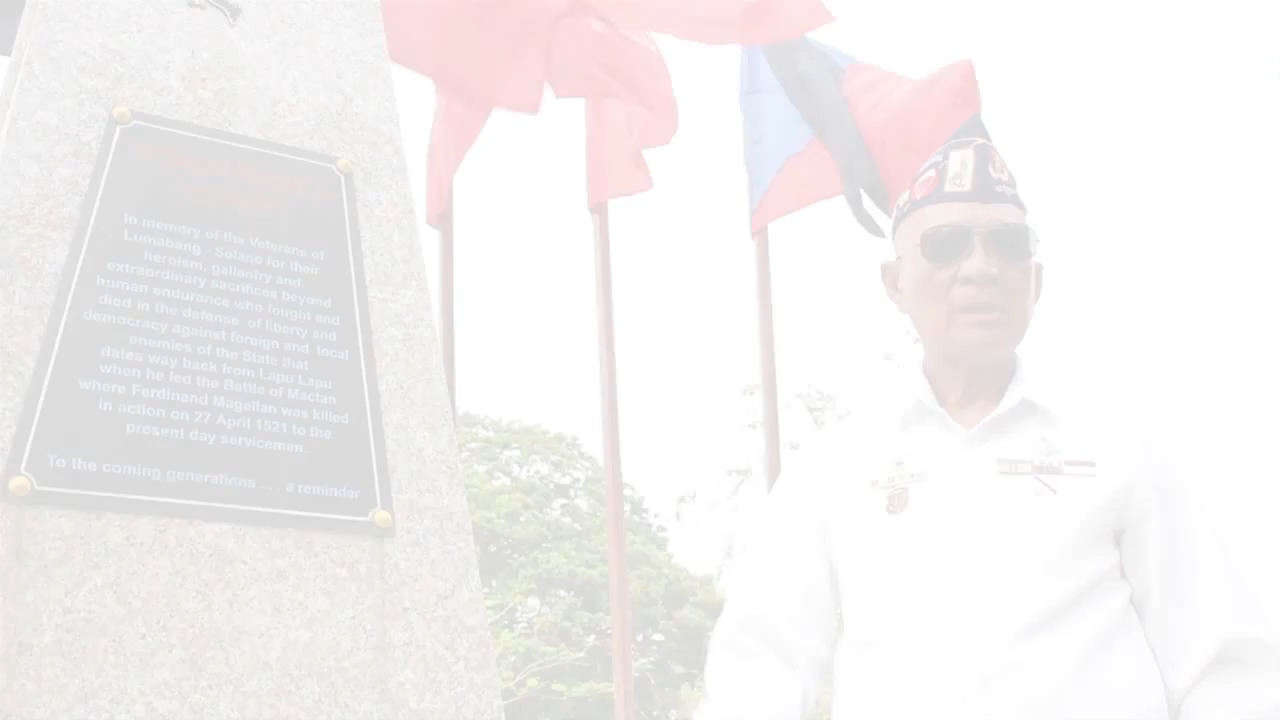 In memory of the Veterans of
Lumabang - Solano for their
heroism, gallantry and
extraordinary sacrifices beyond
human endurance who fought and
died in the defense of liberty and
democracy against foreign and local
enemies of the State that
dates way back from Lapu Lapu
when he led the Battle of Mactan
where Ferdinand Magellan was killed
in action on 27 April 1521 to the
present day servicemen.
To the coming generations . . . a reminder